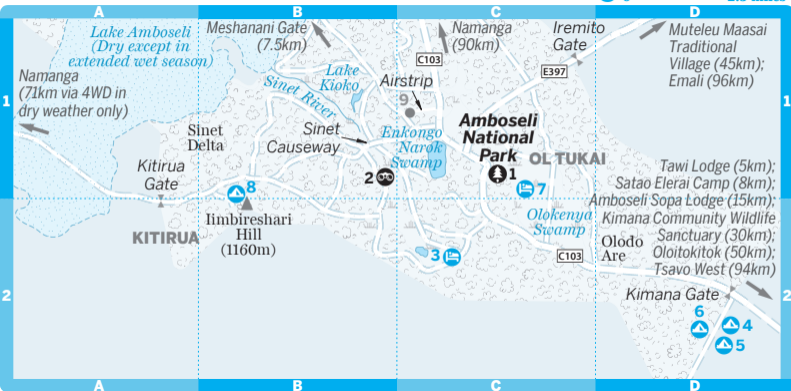 A
B
C
D
Lake Amboseli
(Dry except in
extended wet season)
Meshanani Gate
(7.5km)
Namanga
(90km)
Iremito
Gate
Muteleu Maasai
Traditional
Village (45km);
Emali (96km)
C103
E397
Namanga
(71km via 4WD in
dry weather only)
Lake
Kioko
Airstrip
9
Sinet River
1
1
Sinet
Delta
Sinet
Causeway
Enkongo
Narok
Swamp
Amboseli
National
Park
1
OL TUKAI
Kitirua
Gate
2
7
8
Tawi Lodge (5km);
Satao Elerai Camp (8km);
Amboseli Sopa Lodge (15km);
Kimana Community Wildlife
Sanctuary (30km);
Oloitokitok (50km);
Tsavo West (94km)
KITIRUA
Iimbireshari
Hill
(1160m)
Olokenya
Swamp
Olodo
Are
3
C103
Kimana Gate
2
2
6
4
5
A
B
C
D